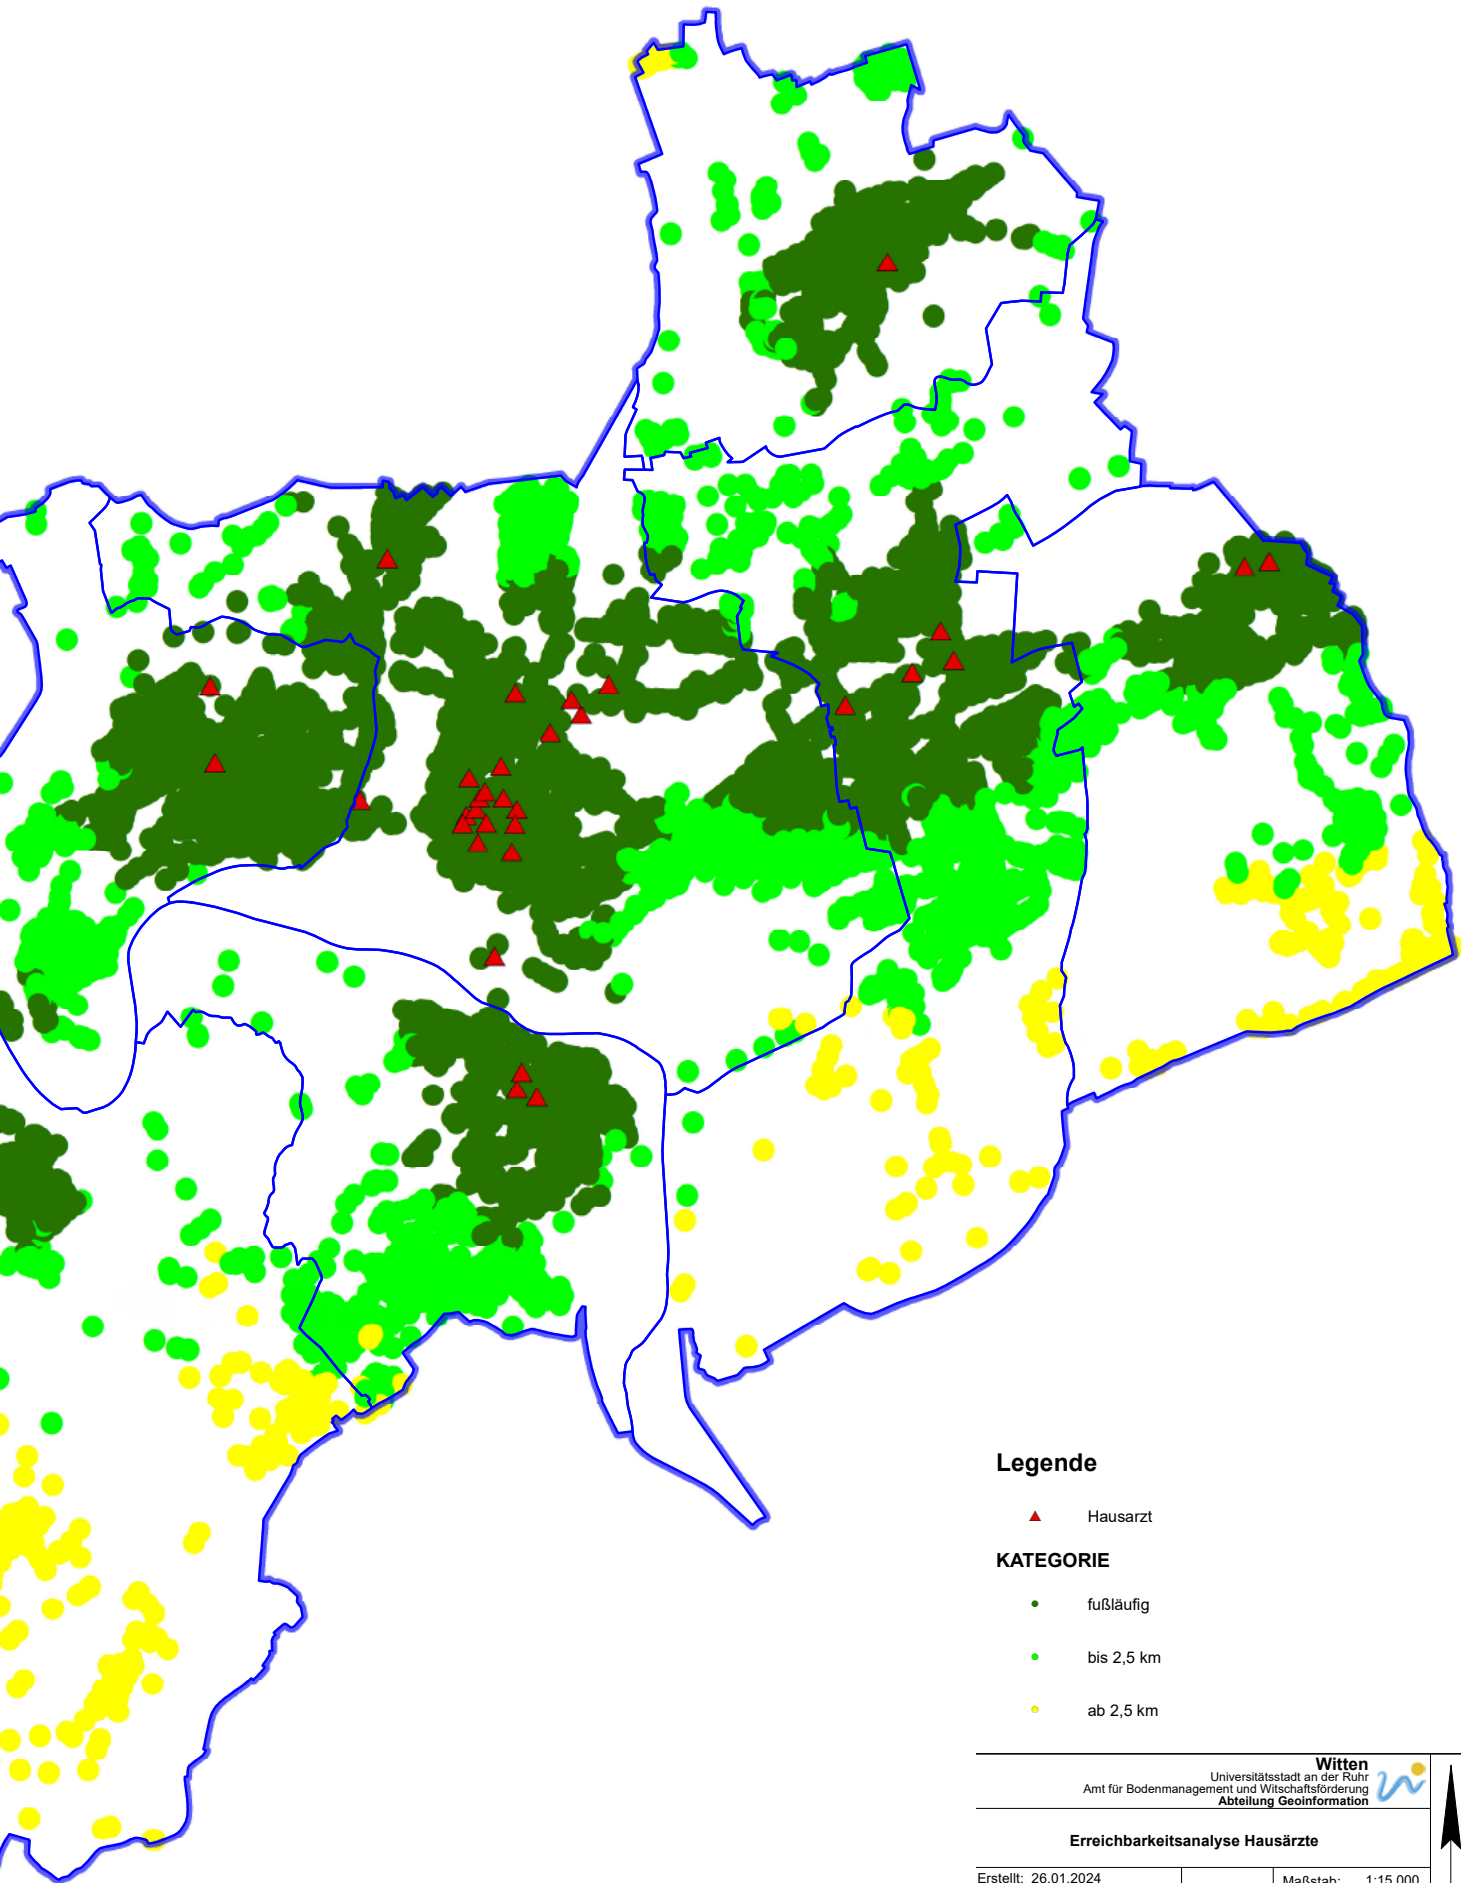 Legende
Hausarzt
KATEGORIE
fußläufig
bis 2,5 km
ab 2,5 km
Witten
Universitätsstadt an der Ruhr
Amt für Bodenmanagement und Witschaftsförderung
Abteilung Geoinformation
Erreichbarkeitsanalyse Hausärzte
Erstellt: 26.01.2024
Maßstab: 1:15.000